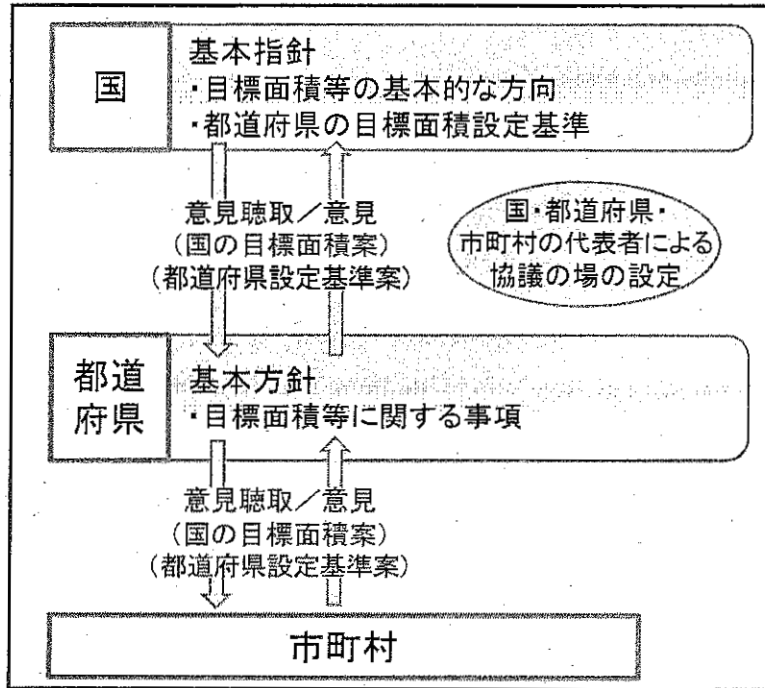 国
基本指針
・目標面積等の基本的な方向
・都道府県の目標面積設定基準
意見聴取／意見
(国の目標面積案)
(都道府県設定基準案)
国・都道府県・
市町村の代表者による
協議の場の設定
都道
府県
基本方針
・目標面積等に関する事項
意見聴取／意見
(国の目標面積案)
(都道府県設定基準案)
市町村